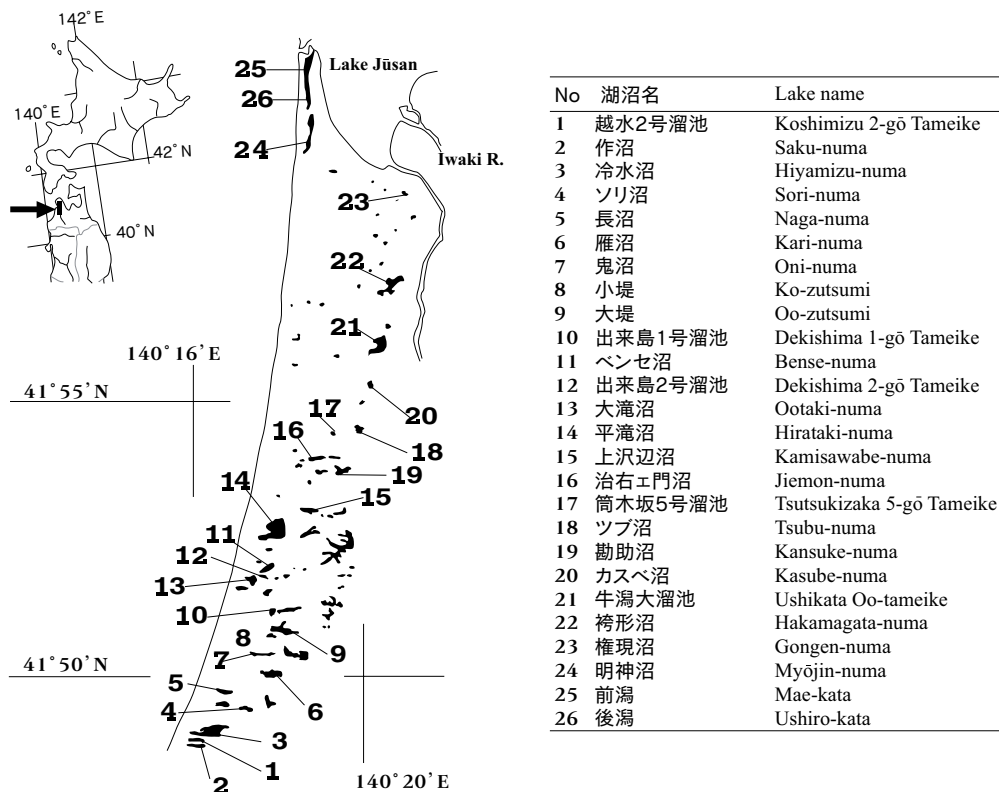 142°E
140°E
42°N
40°N
25
Lake Jūsan
26
24
Iwaki R.
23
22
21
140°16'E
41°55'N
20
17
16
18
19
14
15
11
12
13
10
8
7
9
41°50'N
5
4
6
3
1
2
140°20'E
No 湖沼名 Lake name
1 越水2号溜池 Koshimizu 2-gō Tameike
2 作沼 Saku-numa
3 冷水沼 Hiyamizu-numa
4 ソリ沼 Sori-numa
5 長沼 Naga-numa
6 雁沼 Kari-numa
7 鬼沼 Oni-numa
8 小堤 Ko-zutsumi
9 大堤 Oo-zutsumi
10 出来島1号溜池 Dekishima 1-gō Tameike
11 ベンセ沼 Bense-numa
12 出来島2号溜池 Dekishima 2-gō Tameike
13 大滝沼 Ootaki-numa
14 平滝沼 Hirataki-numa
15 上沢辺沼 Kamisawabe-numa
16 治右ェ門沼 Jiemon-numa
17 筒木坂5号溜池 Tsutsukizaka 5-gō Tameike
18 ツブ沼 Tsubu-numa
19 勘助沼 Kansuke-numa
20 カスベ沼 Kasube-numa
21 牛潟大溜池 Ushikata Oo-tameike
22 袴形沼 Hakamagata-numa
23 権現沼 Gongen-numa
24 明神沼 Myōjin-numa
25 前潟 Mae-kata
26 後潟 Ushiro-kata